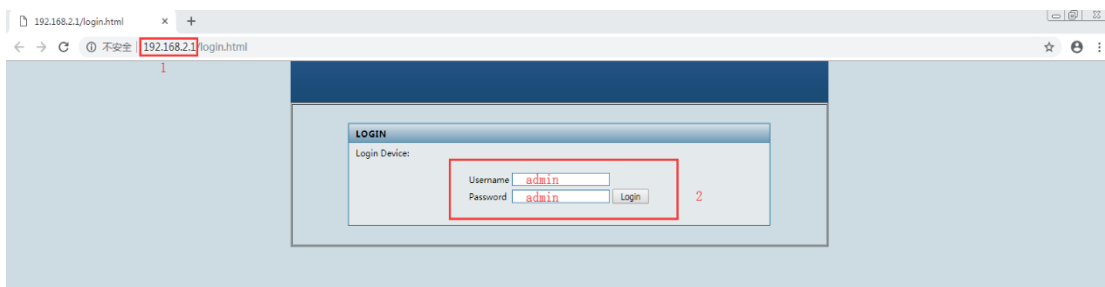 192.168.2.1/login.html
不安全 192.168.2.1/login.html
1
LOGIN
Login Device:
Username admin
Password admin Login 2